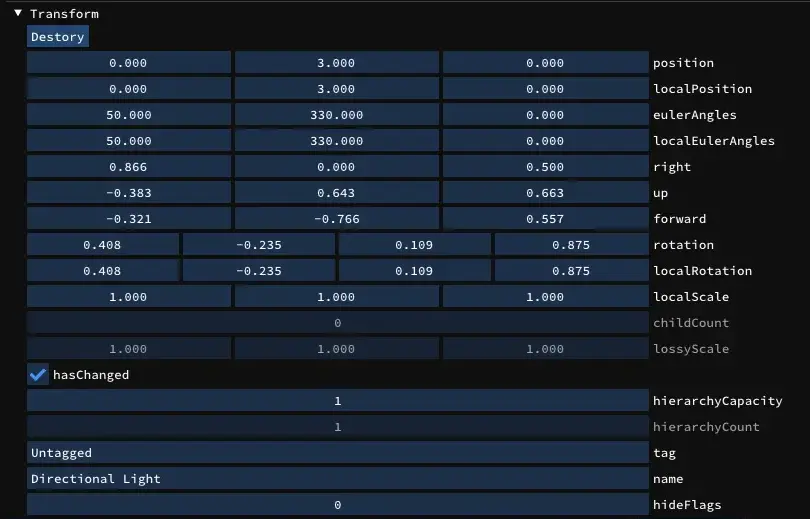 Transform
Destory
0.000 3.000 0.000 position
0.000 3.000 0.000 localPosition
50.000 330.000 0.000 eulerAngles
50.000 330.000 0.000 localEulerAngles
0.866 0.000 0.500 right
-0.383 0.643 0.663 up
-0.321 -0.766 0.557 forward
0.408 -0.235 0.109 0.875 rotation
0.408 -0.235 0.109 0.875 localRotation
1.000 1.000 1.000 localScale
0 childCount
1.000 1.000 1.000 lossyScale
hasChanged
1 hierarchyCapacity
1 hierarchyCount
Untagged tag
Directional Light name
0 hideFlags